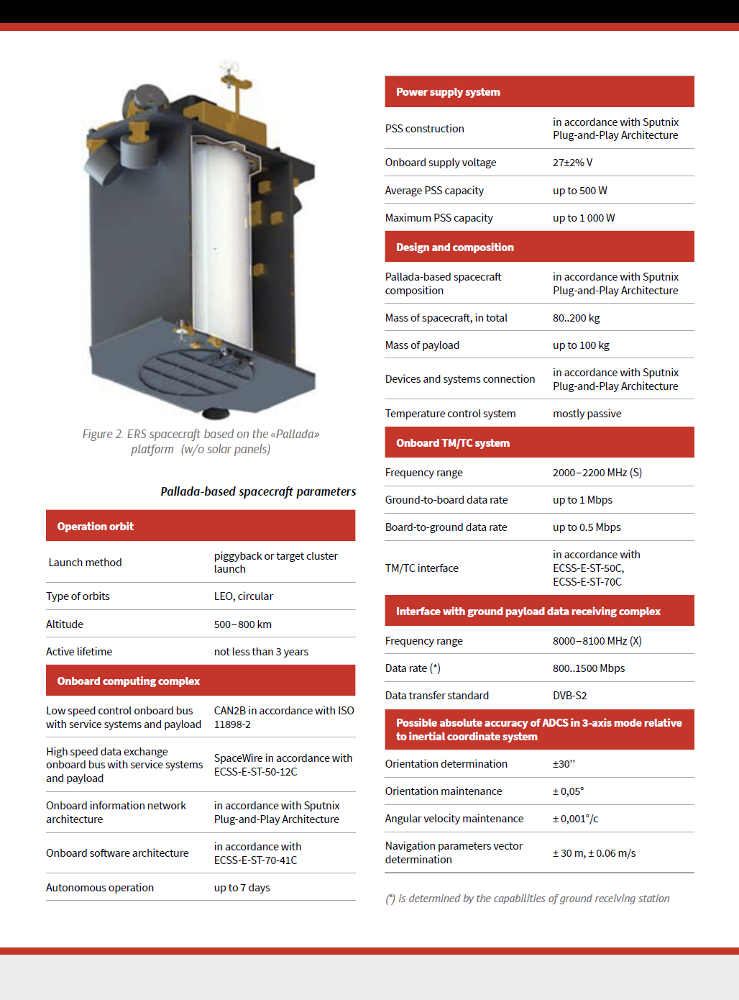 Figure 2. ERS spacecraft based on the «Pallada»
platform (w/o solar panels)
Pallada-based spacecraft parameters
Operation orbit
Launch method
piggyback or target cluster
launch
Type of orbits
LEO, circular
Altitude
500–800 km
Active lifetime
not less than 3 years
Onboard computing complex
Low speed control onboard bus
with service systems and payload
CAN2B in accordance with ISO
11898-2
High speed data exchange
onboard bus with service systems
and payload
SpaceWire in accordance with
ECSS-E-ST-50-12C
Onboard information network
architecture
in accordance with Sputnix
Plug-and-Play Architecture
Onboard software architecture
in accordance with
ECSS-E-ST-70-41C
Autonomous operation
up to 7 days
Power supply system
PSS construction
in accordance with Sputnix
Plug-and-Play Architecture
Onboard supply voltage
27±2% V
Average PSS capacity
up to 500 W
Maximum PSS capacity
up to 1 000 W
Design and composition
Pallada-based spacecraft
composition
in accordance with Sputnix
Plug-and-Play Architecture
Mass of spacecraft, in total
80..200 kg
Mass of payload
up to 100 kg
Devices and systems connection
in accordance with Sputnix
Plug-and-Play Architecture
Temperature control system
mostly passive
Onboard TM/TC system
Frequency range
2000–2200 MHz (S)
Ground-to-board data rate
up to 1 Mbps
Board-to-ground data rate
up to 0.5 Mbps
TM/TC interface
in accordance with
ECSS-E-ST-50C,
ECSS-E-ST-70C
Interface with ground payload data receiving complex
Frequency range
8000–8100 MHz (X)
Data rate (*)
800..1500 Mbps
Data transfer standard
DVB-S2
Possible absolute accuracy of ADCS in 3-axis mode relative
to inertial coordinate system
Orientation determination
±30''
Orientation maintenance
± 0,05°
Angular velocity maintenance
± 0,001°/c
Navigation parameters vector
determination
± 30 m, ± 0.06 m/s
(*) is determined by the capabilities of ground receiving station